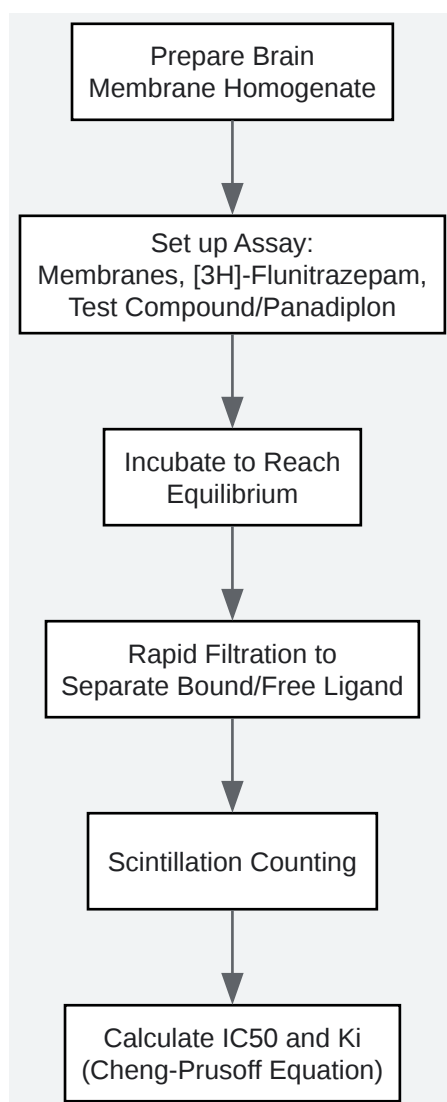 Prepare Brain
Membrane Homogenate
Set up Assay:
Membranes, [3H]-Flunitrazepam,
Test Compound/Panadiplon
Incubate to Reach
Equilibrium
Rapid Filtration to
Separate Bound/Free Ligand
Scintillation Counting
Calculate IC50 and Ki
(Cheng-Prusoff Equation)